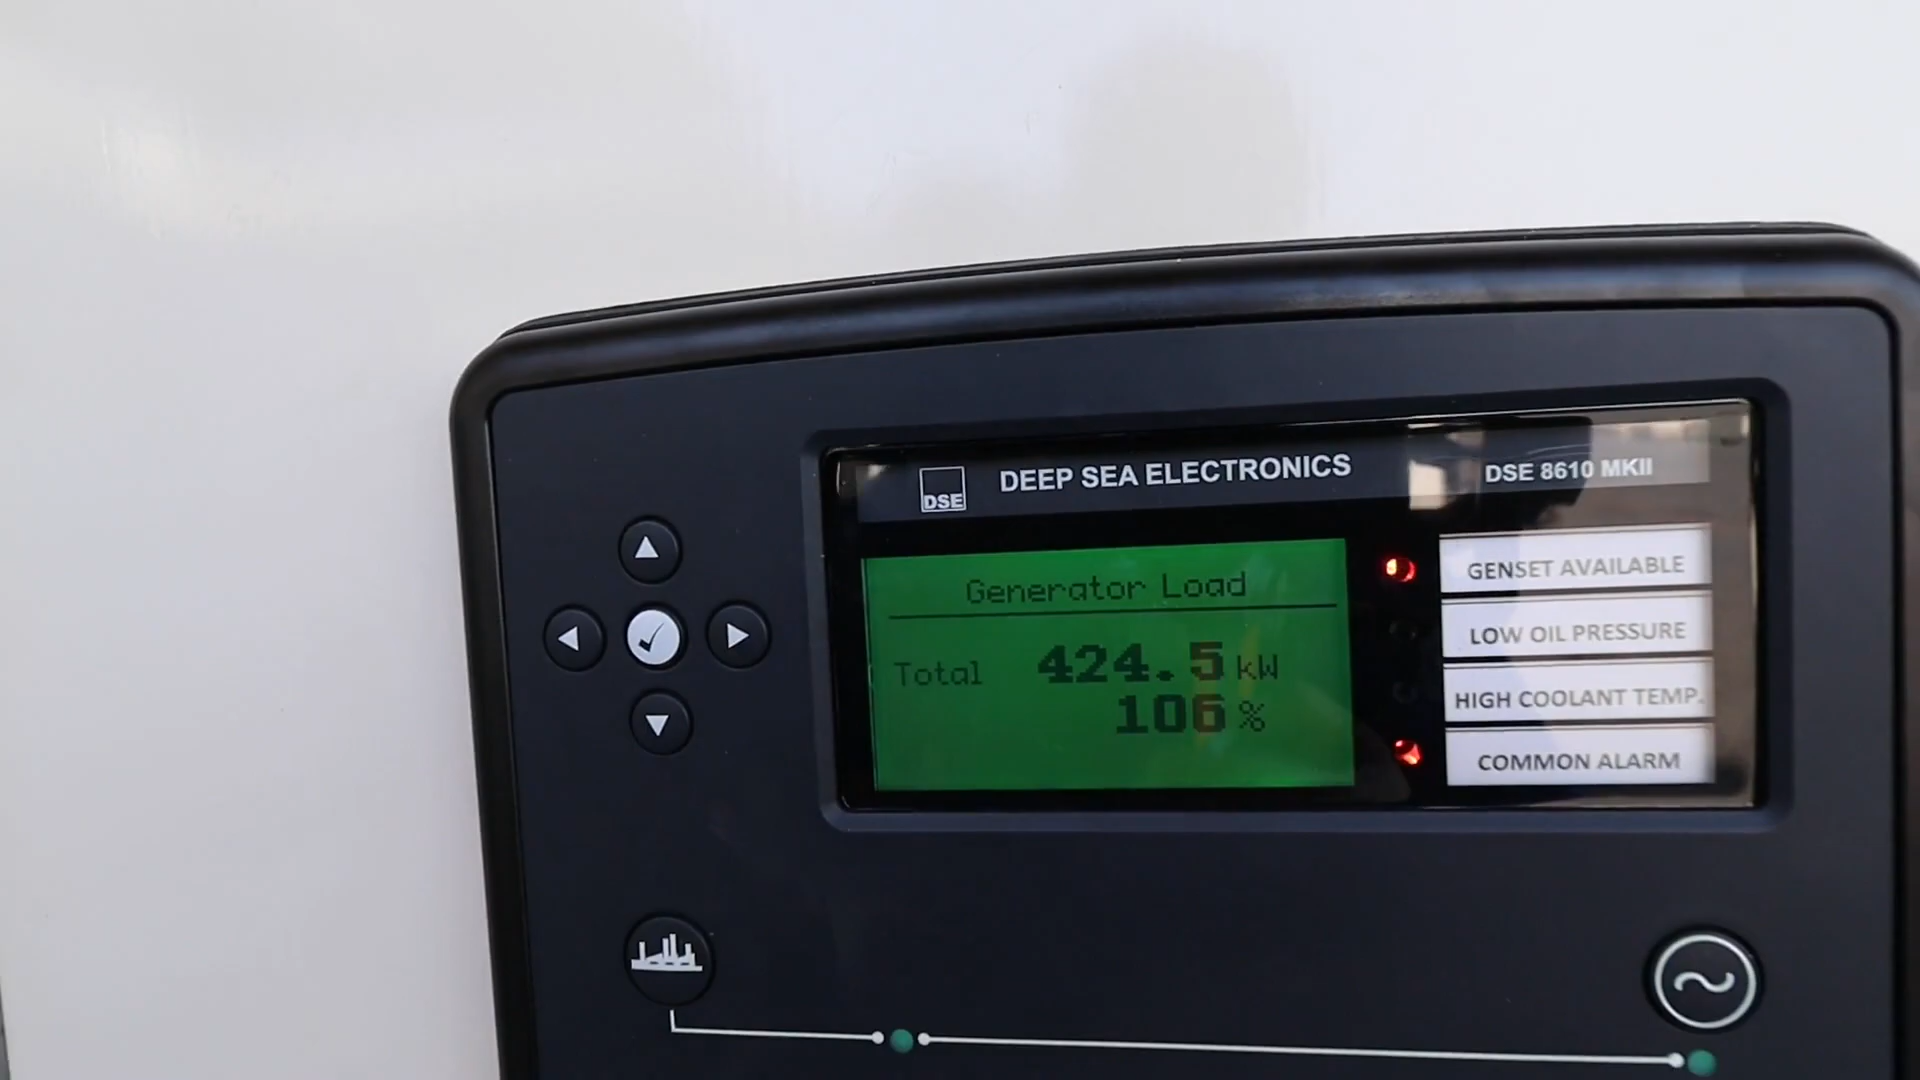 DSE
DEEP SEA ELECTRONICS
DSE 8610 MKII
Generator Load
Total 424.5 kW
106 %
GENSET AVAILABLE
LOW OIL PRESSURE
HIGH COOLANT TEMP.
COMMON ALARM